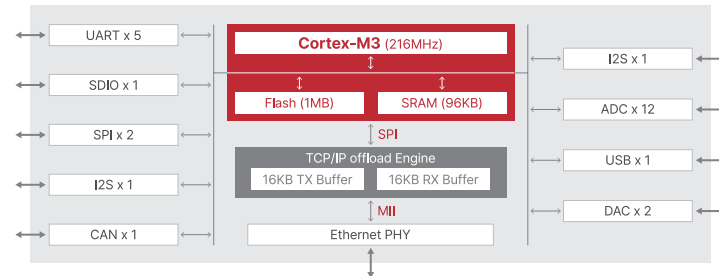 UART x 5
SDIO x 1
SPI x 2
I2S x 1
CAN x 1
Cortex-M3 (216MHz)
Flash (1MB)
SRAM (96KB)
SPI
TCP/IP offload Engine
16KB TX Buffer
16KB RX Buffer
MII
Ethernet PHY
I2S x 1
ADC x 12
USB x 1
DAC x 2